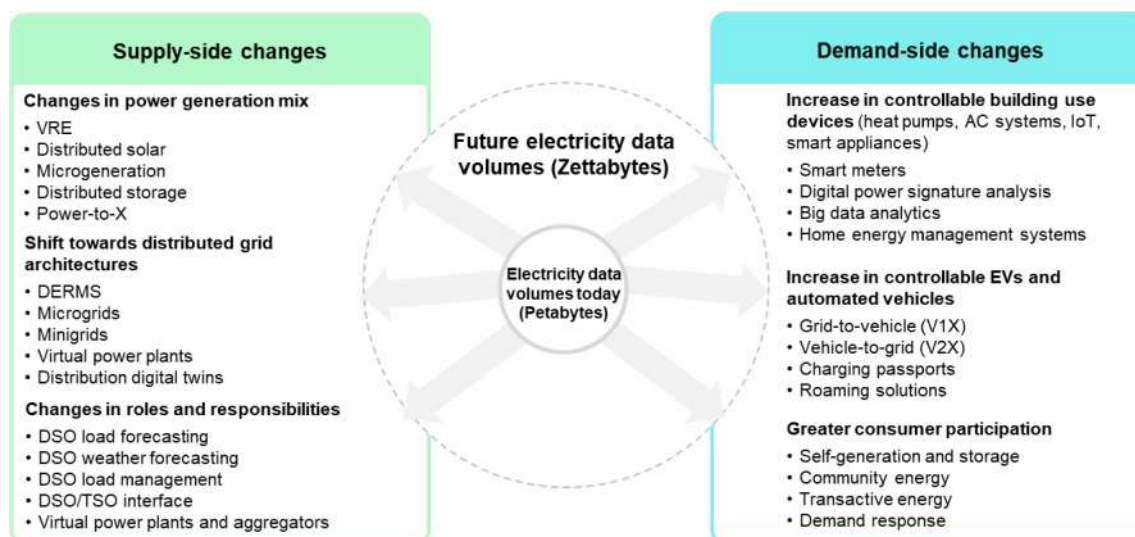 Supply-side changes
Changes in power generation mix
• VRE
• Distributed solar
• Microgeneration
• Distributed storage
• Power-to-X
Shift towards distributed grid
architectures
• DERMS
• Microgrids
• Minigrids
• Virtual power plants
• Distribution digital twins
Changes in roles and responsibilities
• DSO load forecasting
• DSO weather forecasting
• DSO load management
• DSO/TSO interface
• Virtual power plants and aggregators
Future electricity data
volumes (Zettabytes)
Electricity data
volumes today
(Petabytes)
Demand-side changes
Increase in controllable building use
devices (heat pumps, AC systems, IoT,
smart appliances)
• Smart meters
• Digital power signature analysis
• Big data analytics
• Home energy management systems
Increase in controllable EVs and
automated vehicles
• Grid-to-vehicle (V1X)
• Vehicle-to-grid (V2X)
• Charging passports
• Roaming solutions
Greater consumer participation
• Self-generation and storage
• Community energy
• Transactive energy
• Demand response